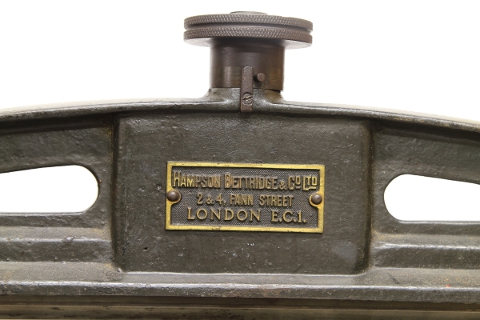 HAMPSON BETTRIDGE & CO LTD
2 & 4, FANN STREET
LONDON E.C.1.